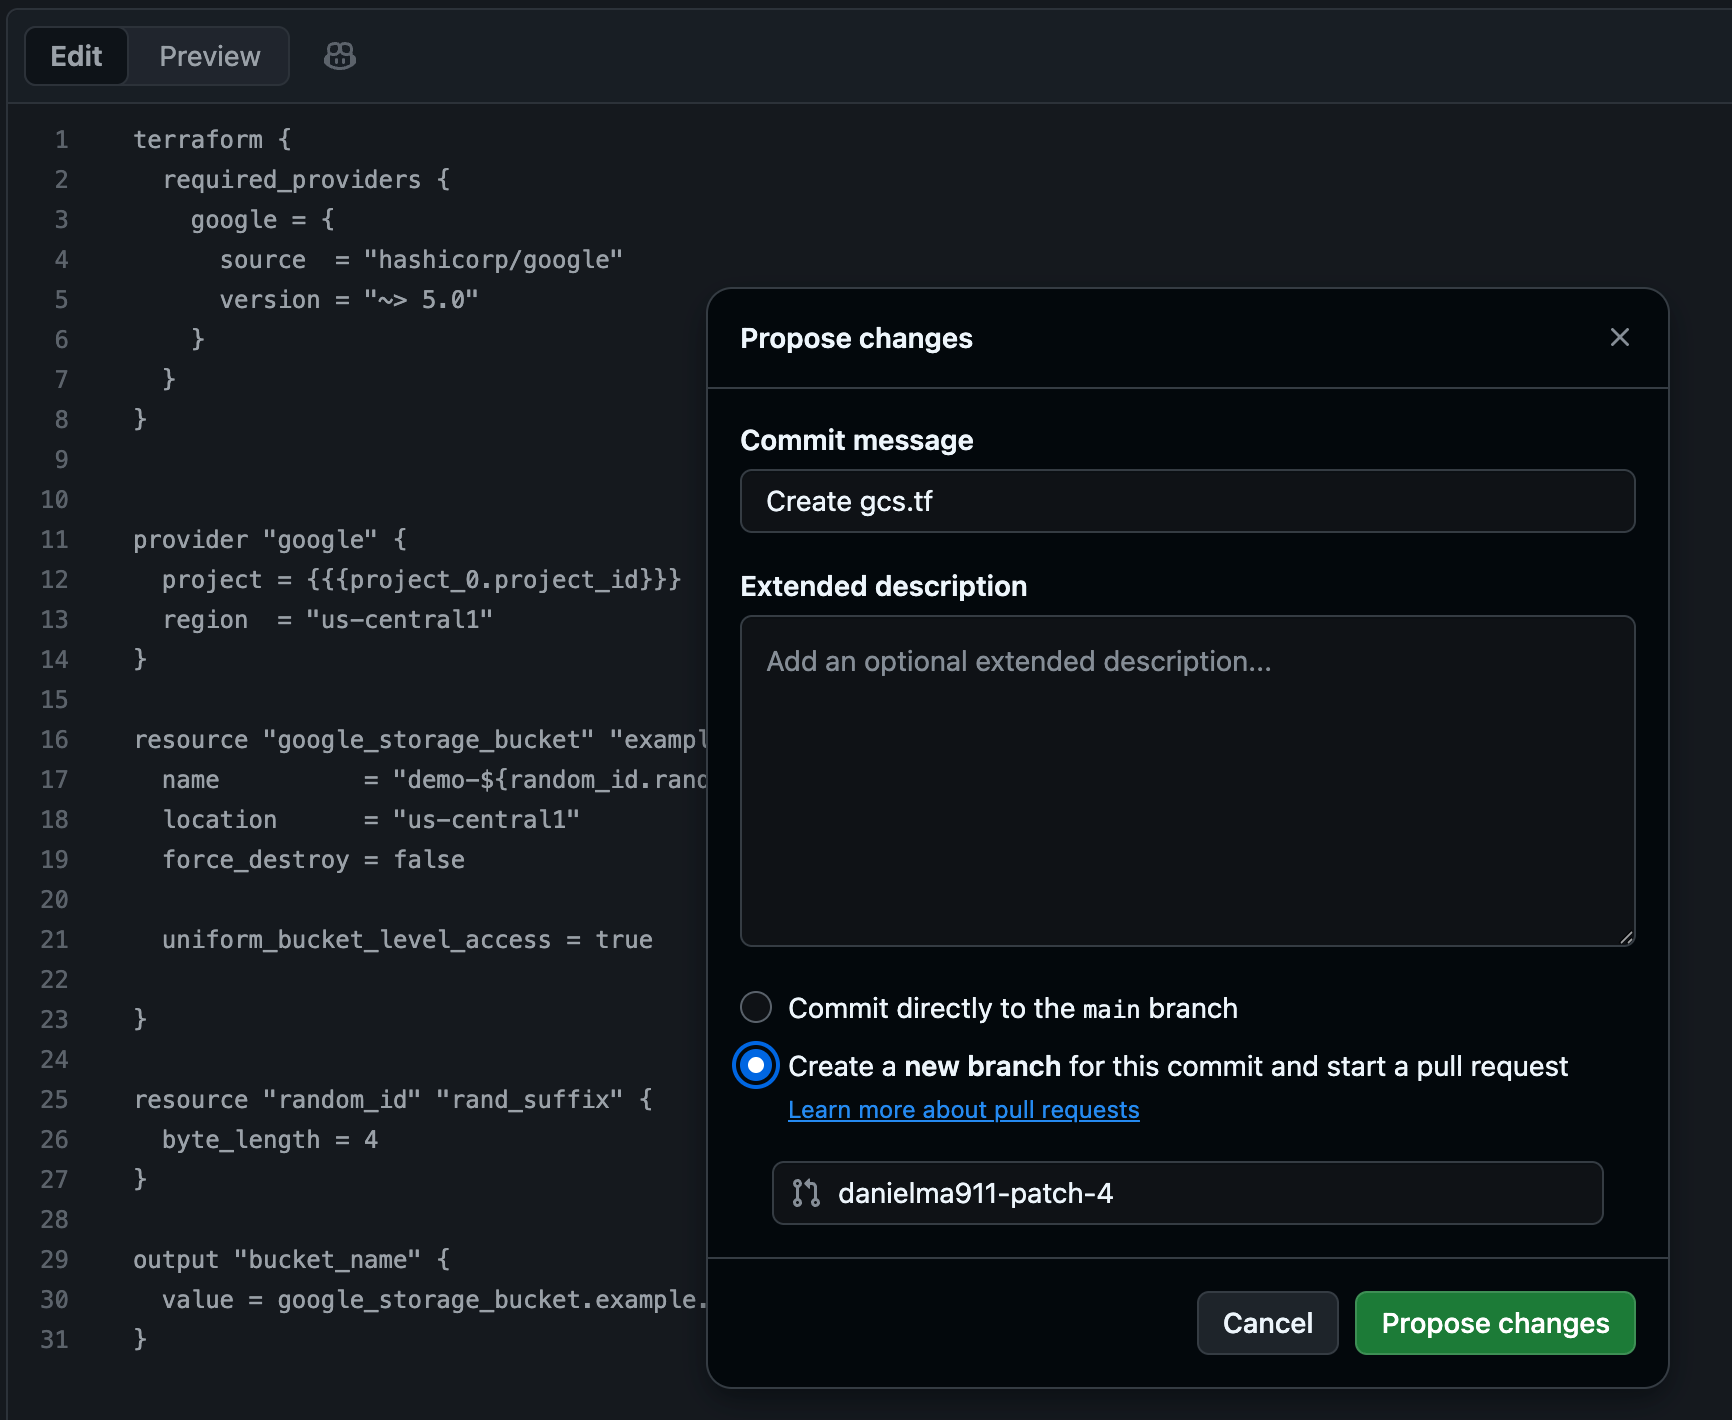 Edit Preview
1 terraform {
2 required_providers {
3 google = {
4 source  = "hashicorp/google"
5 version = "~> 5.0"
6 }
7 }
8 }
9
10
11 provider "google" {
12 project = {{{project_0.project_id}}}
13 region  = "us-central1"
14 }
15
16 resource "google_storage_bucket" "exampl
17 name          = "demo-${random_id.rand
18 location      = "us-central1"
19 force_destroy = false
20
21 uniform_bucket_level_access = true
22
23 }
24
25 resource "random_id" "rand_suffix" {
26 byte_length = 4
27 }
28
29 output "bucket_name" {
30 value = google_storage_bucket.example.
31 }
Propose changes
Commit message
Create gcs.tf
Extended description
Add an optional extended description...
Commit directly to the main branch
Create a new branch for this commit and start a pull request
Learn more about pull requests
danielma911-patch-4
Cancel Propose changes